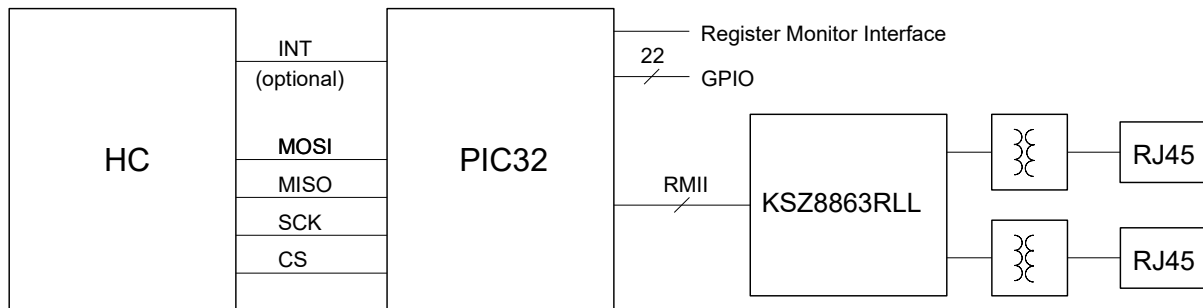 HC
INT
(optional)
MOSI
MISO
SCK
CS
PIC32
Register Monitor Interface
22
GPIO
RMII
KSZ8863RLL
RJ45
RJ45